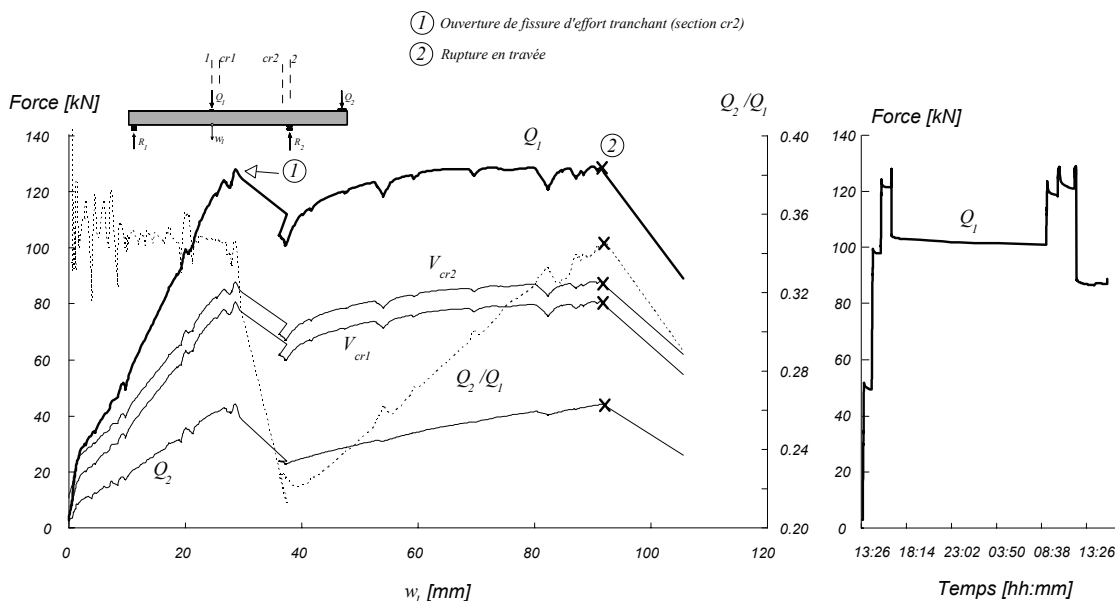 1 Ouverture de fissure d'effort tranchant (section cr2)
2 Rupture en travée
1 cr1 cr2 2
Q1 Q2
R1 w1 R2
Force [kN] Q2/Q1 Force [kN]
140 0.40 140
120 100 80 60 40 20 0
0.36 0.32 0.28 0.24 0.20
120 100 80 60 40 20 0
Q1
1
2
Vcr2
Vcr1
Q2/Q1
Q2
Q1
0 20 40 60 80 100 120
w1 [mm]
13:26 18:14 23:02 03:50 08:38 13:26
Temps [hh:mm]